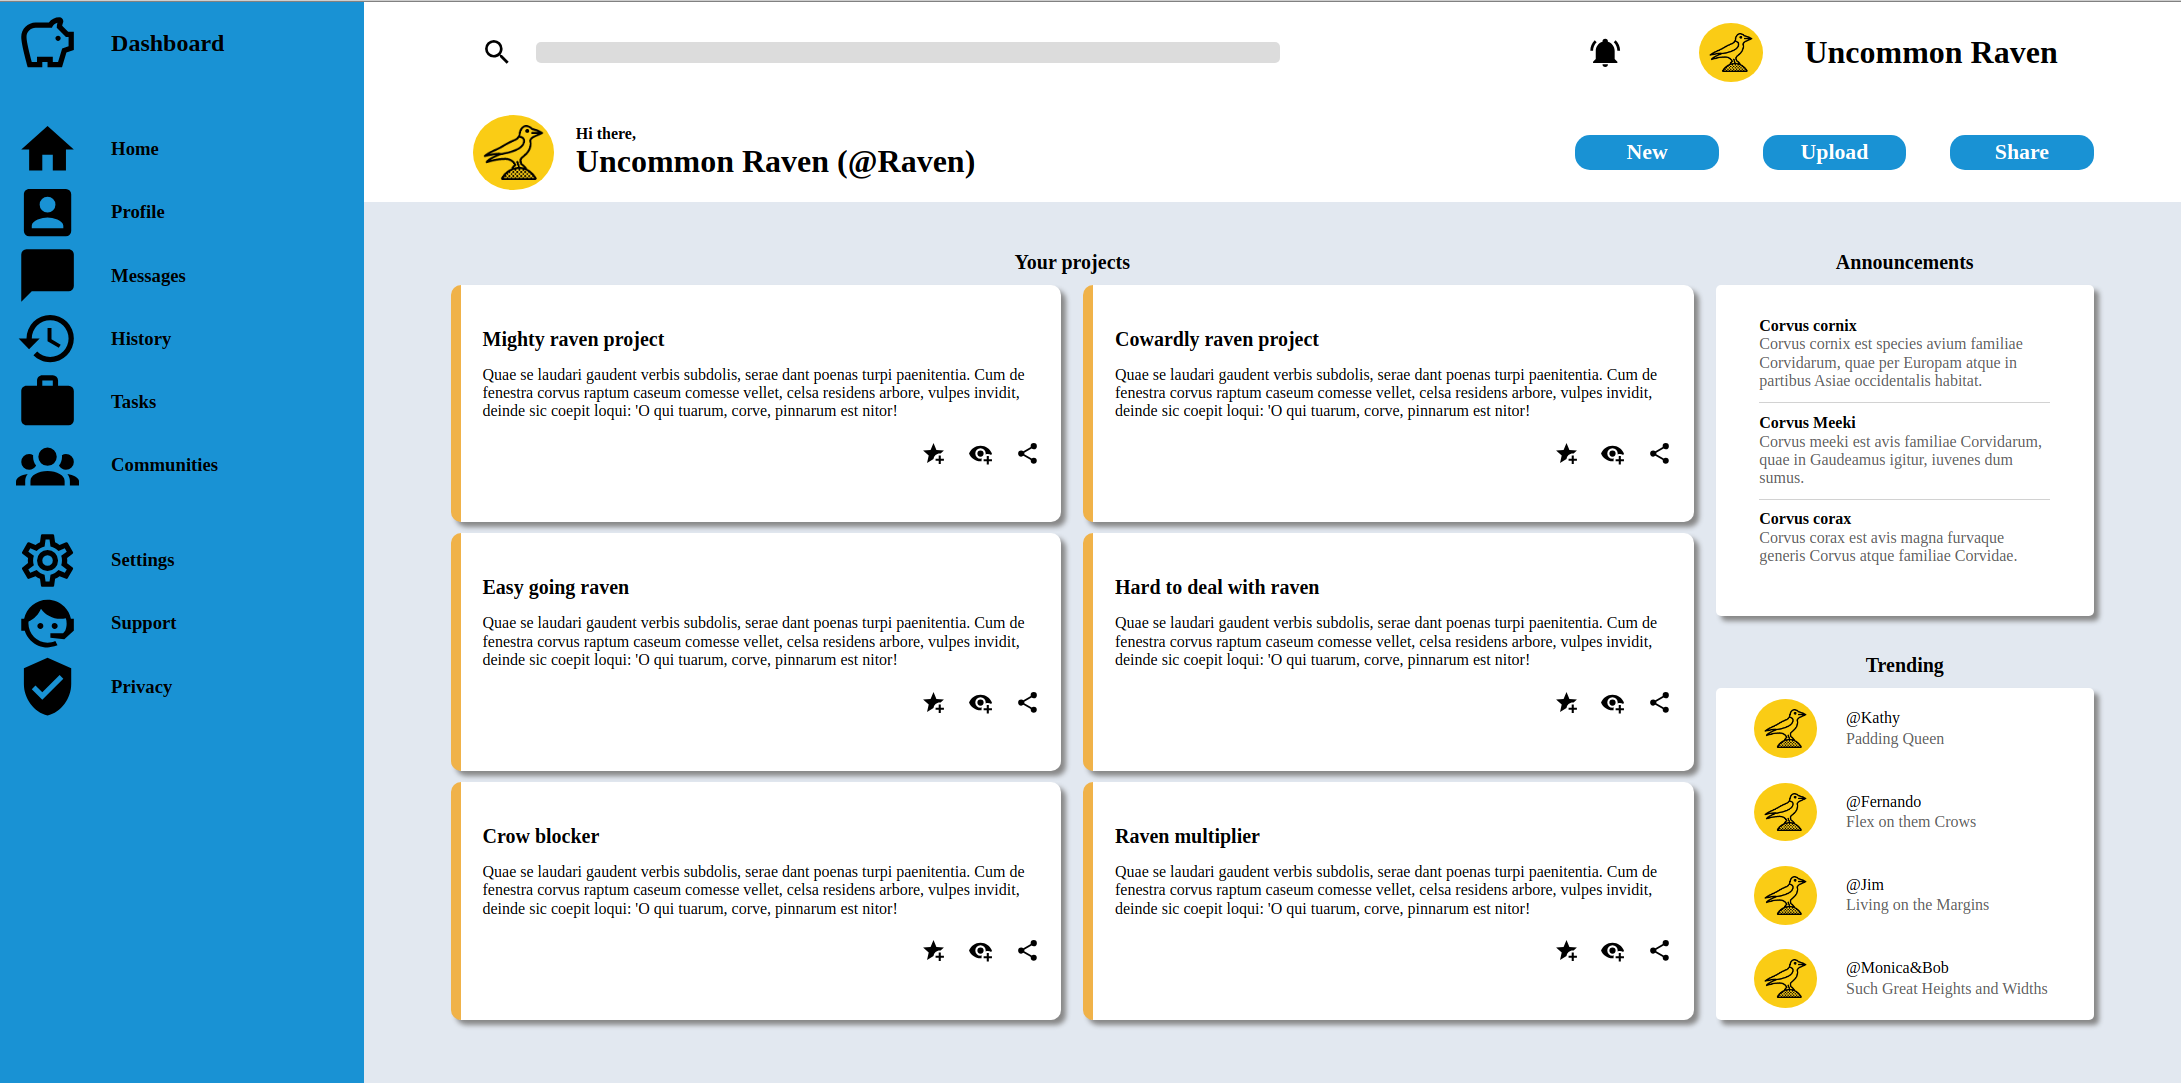 Dashboard
Home
Profile
Messages
History
Tasks
Communities
Settings
Support
Privacy
Uncommon Raven
Hi there,
Uncommon Raven (@Raven)
New
Upload
Share
Your projects
Mighty raven project
Quae se laudari gaudent verbis subdolis, serae dant poenas turpi paenitentia. Cum de
fenestra corvus raptum caseum comesse vellet, celsa residens arbore, vulpes invidit,
deinde sic coepit loqui: 'O qui tuarum, corve, pinnarum est nitor!
Cowardly raven project
Quae se laudari gaudent verbis subdolis, serae dant poenas turpi paenitentia. Cum de
fenestra corvus raptum caseum comesse vellet, celsa residens arbore, vulpes invidit,
deinde sic coepit loqui: 'O qui tuarum, corve, pinnarum est nitor!
Easy going raven
Quae se laudari gaudent verbis subdolis, serae dant poenas turpi paenitentia. Cum de
fenestra corvus raptum caseum comesse vellet, celsa residens arbore, vulpes invidit,
deinde sic coepit loqui: 'O qui tuarum, corve, pinnarum est nitor!
Hard to deal with raven
Quae se laudari gaudent verbis subdolis, serae dant poenas turpi paenitentia. Cum de
fenestra corvus raptum caseum comesse vellet, celsa residens arbore, vulpes invidit,
deinde sic coepit loqui: 'O qui tuarum, corve, pinnarum est nitor!
Crow blocker
Quae se laudari gaudent verbis subdolis, serae dant poenas turpi paenitentia. Cum de
fenestra corvus raptum caseum comesse vellet, celsa residens arbore, vulpes invidit,
deinde sic coepit loqui: 'O qui tuarum, corve, pinnarum est nitor!
Raven multiplier
Quae se laudari gaudent verbis subdolis, serae dant poenas turpi paenitentia. Cum de
fenestra corvus raptum caseum comesse vellet, celsa residens arbore, vulpes invidit,
deinde sic coepit loqui: 'O qui tuarum, corve, pinnarum est nitor!
Announcements
Corvus cornix
Corvus cornix est species avium familiae
Corvidarum, quae per Europam atque in
partibus Asiae occidentalis habitat.
Corvus Meeki
Corvus meeki est avis familiae Corvidarum,
quae in Gaudeamus igitur, iuvenes dum
sumus.
Corvus corax
Corvus corax est avis magna furvaque
generis Corvus atque familiae Corvidae.
Trending
@Kathy
Padding Queen
@Fernando
Flex on them Crows
@Jim
Living on the Margins
@Monica&Bob
Such Great Heights and Widths